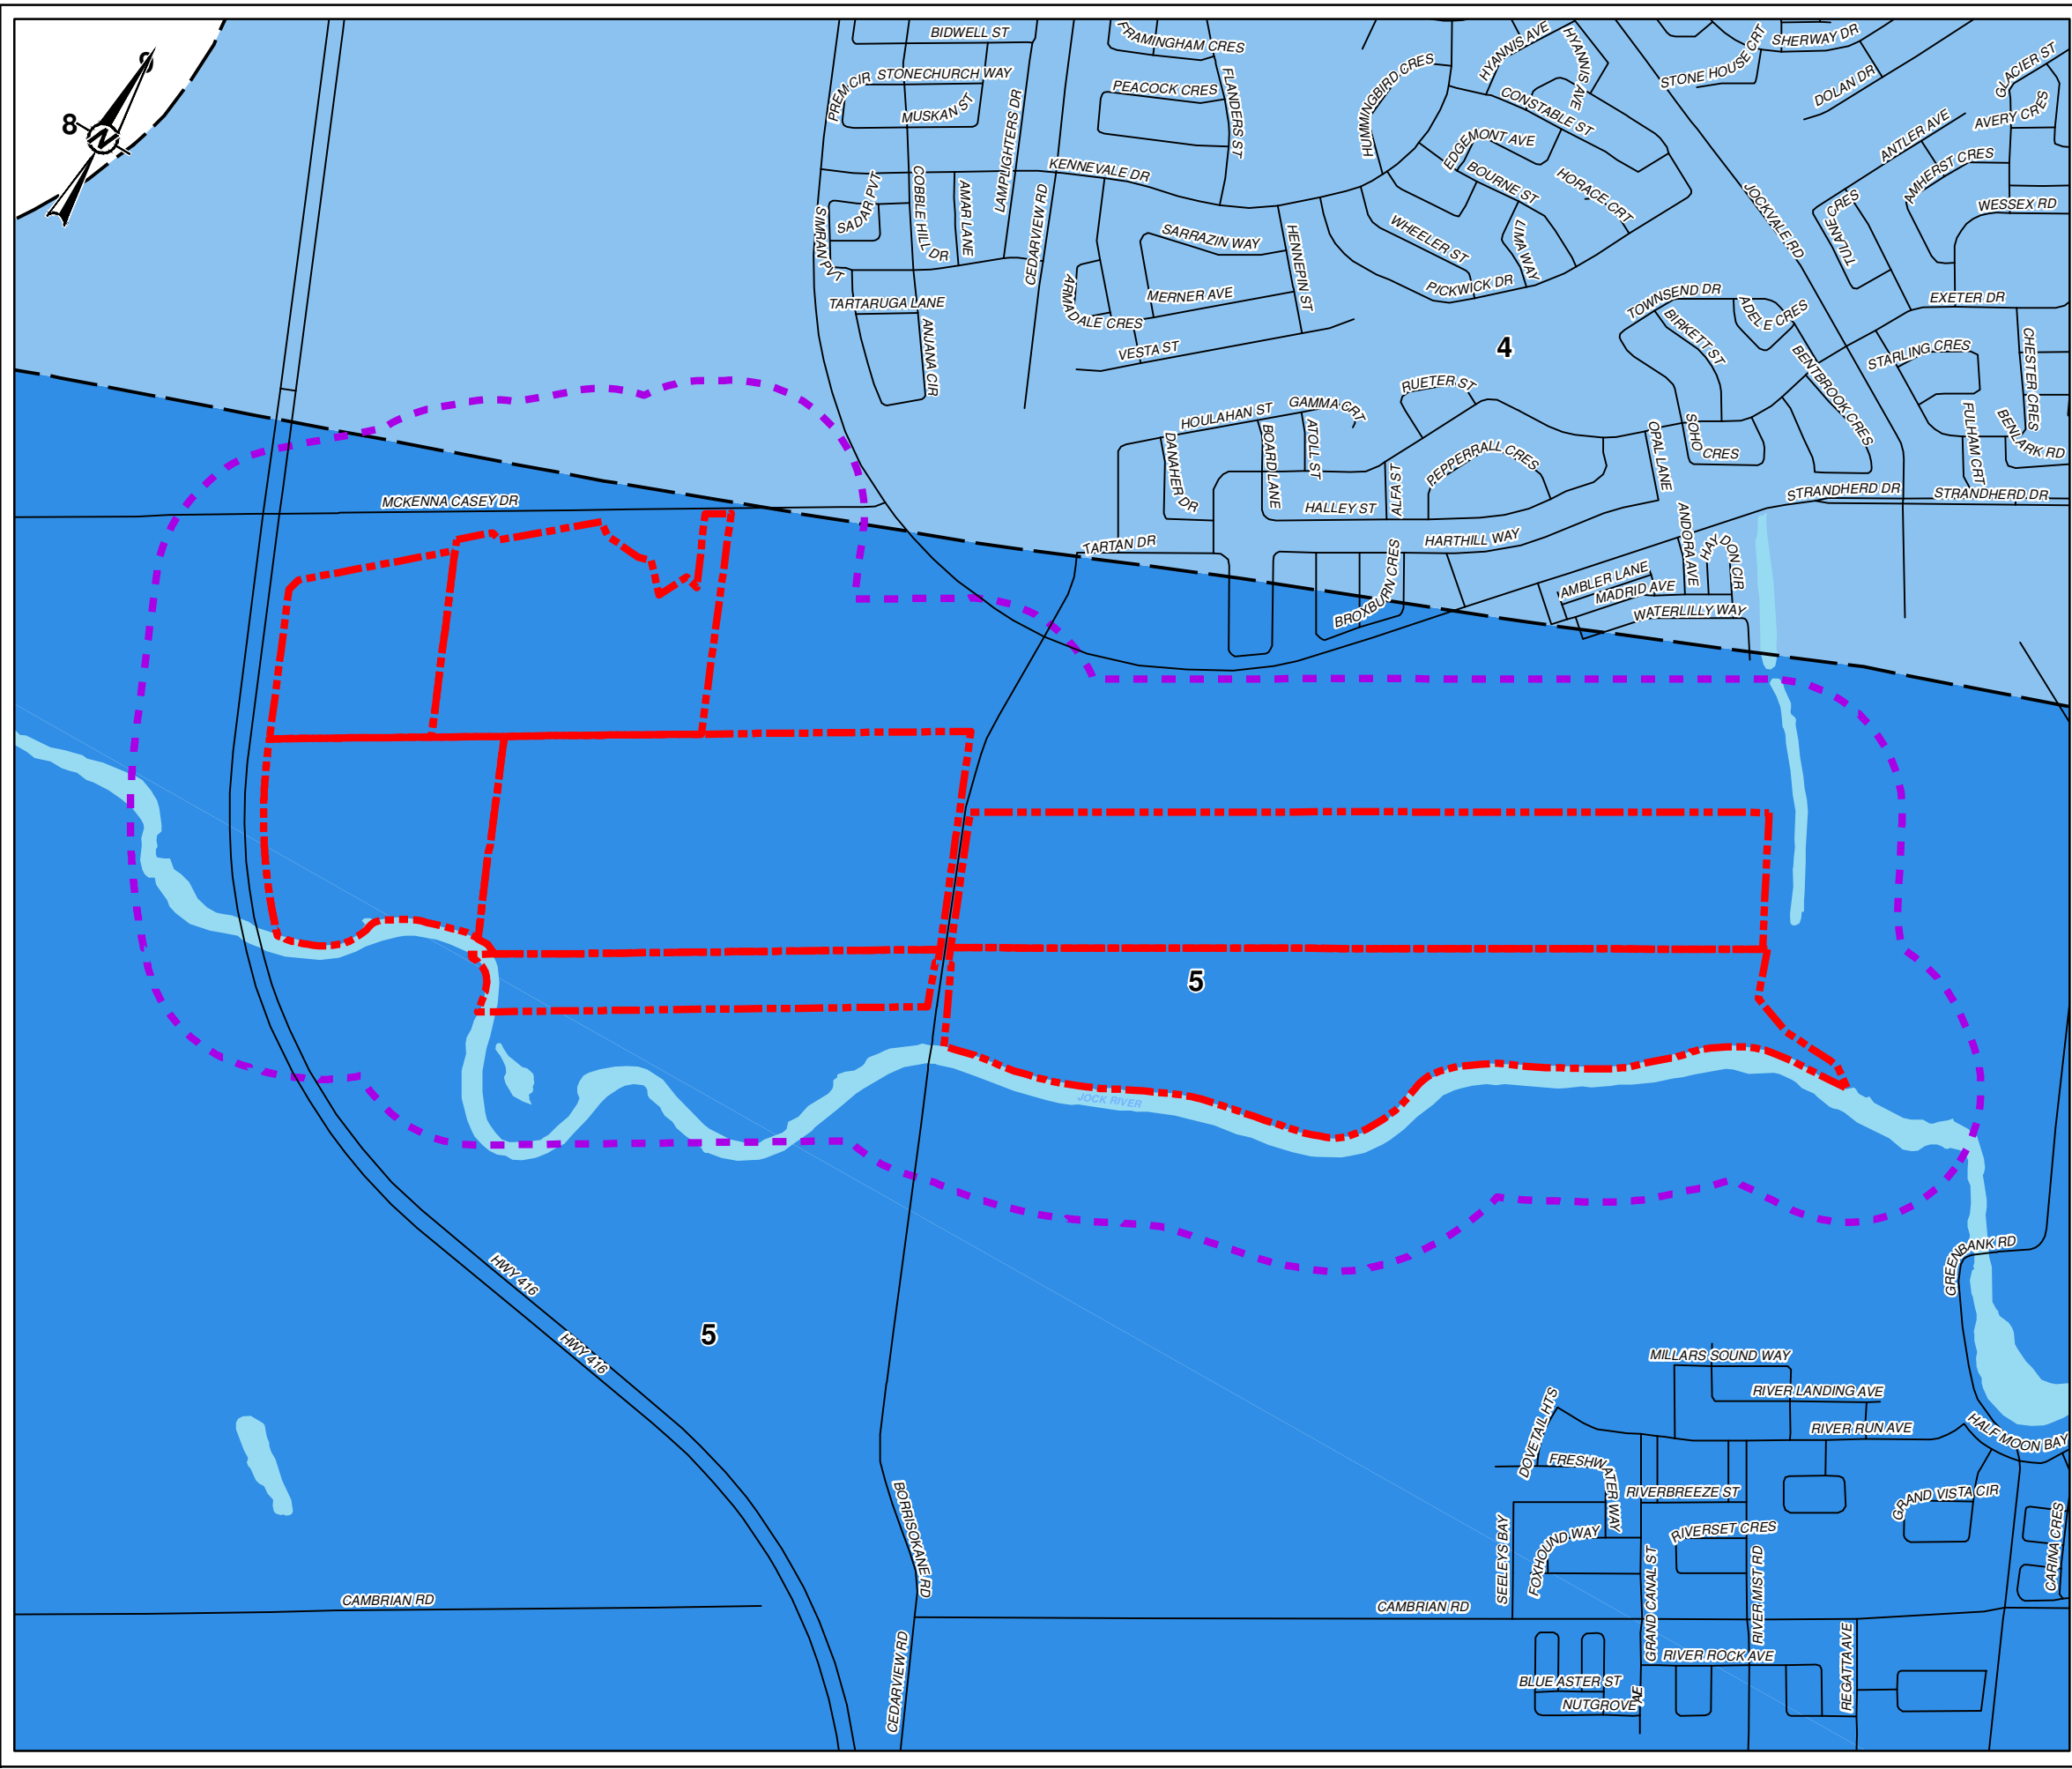 BIDWELL ST
FRAMINGHAM CRES
HYANNIS AVE
HYANNIS AVE
SHERWAY DR
STONE HOUSE CRT
GLACIER ST
9
PREM CIR
STONECHURCH WAY
PEACOCK CRES
FLANDERS ST
HUMMINGBIRD CRES
CONSTABLE ST
DOLAN DR
AVERY CRES
8
N
MUSKAN ST
LAMPLIGHTERS DR
EDGEMONT AVE
ANTLER AVE
AMHERST CRES
KENNEVALE DR
BOURNE ST
HORACE CRT
JOCKVALE RD
WESSEX RD
SADAR PVT
COBBLE HILL DR
AMAR LANE
CEDARVIEW RD
SIMRAN PVT
SARRAZIN WAY
HENNEPIN ST
WHEELER ST
LIMA WAY
TULANE CRES
PICKWICK DR
TARTARUGA LANE
ANJANA CIR
ARMADALE CRES
MERNER AVE
TOWNSEND DR
ADELE CRES
EXETER DR
VESTA ST
4
BIRKETT ST
BENTBROOK CRES
STARLING CRES
CHESTER CRES
RUETER ST
HOULAHAN ST
GAMMA CRT
DANAHER DR
BOARD LANE
ATOLL ST
PEPPERRALL CRES
OPAL LANE
SOHO CRES
FULHAM CRT
BENLARK RD
MCKENNA CASEY DR
HALLEY ST
ALFA ST
STRANDHERD DR
STRANDHERD DR
TARTAN DR
HARTHILL WAY
ANDORA AVE
HAYDON CIR
BROXBURN CRES
AMBLER LANE
MADRID AVE
WATERLILLY WAY
5
JOCK RIVER
GREENBANK RD
HWY 416
HWY 416
5
MILLARS SOUND WAY
RIVER LANDING AVE
RIVER RUN AVE
DOVETAIL HTS
HALF MOON BAY
FRESHWATER WAY
RIVERBREEZE ST
GRAND VISTA CIR
BORRISOKANE RD
SEELEYS BAY
FOXHOUND WAY
RIVERSET CRES
CARINA CRES
GRAND CANAL ST
RIVER MIST RD
CAMBRIAN RD
CAMBRIAN RD
CEDARVIEW RD
RIVER ROCK AVE
REGATTA AVE
BLUE ASTER ST
NUTGROVE AE